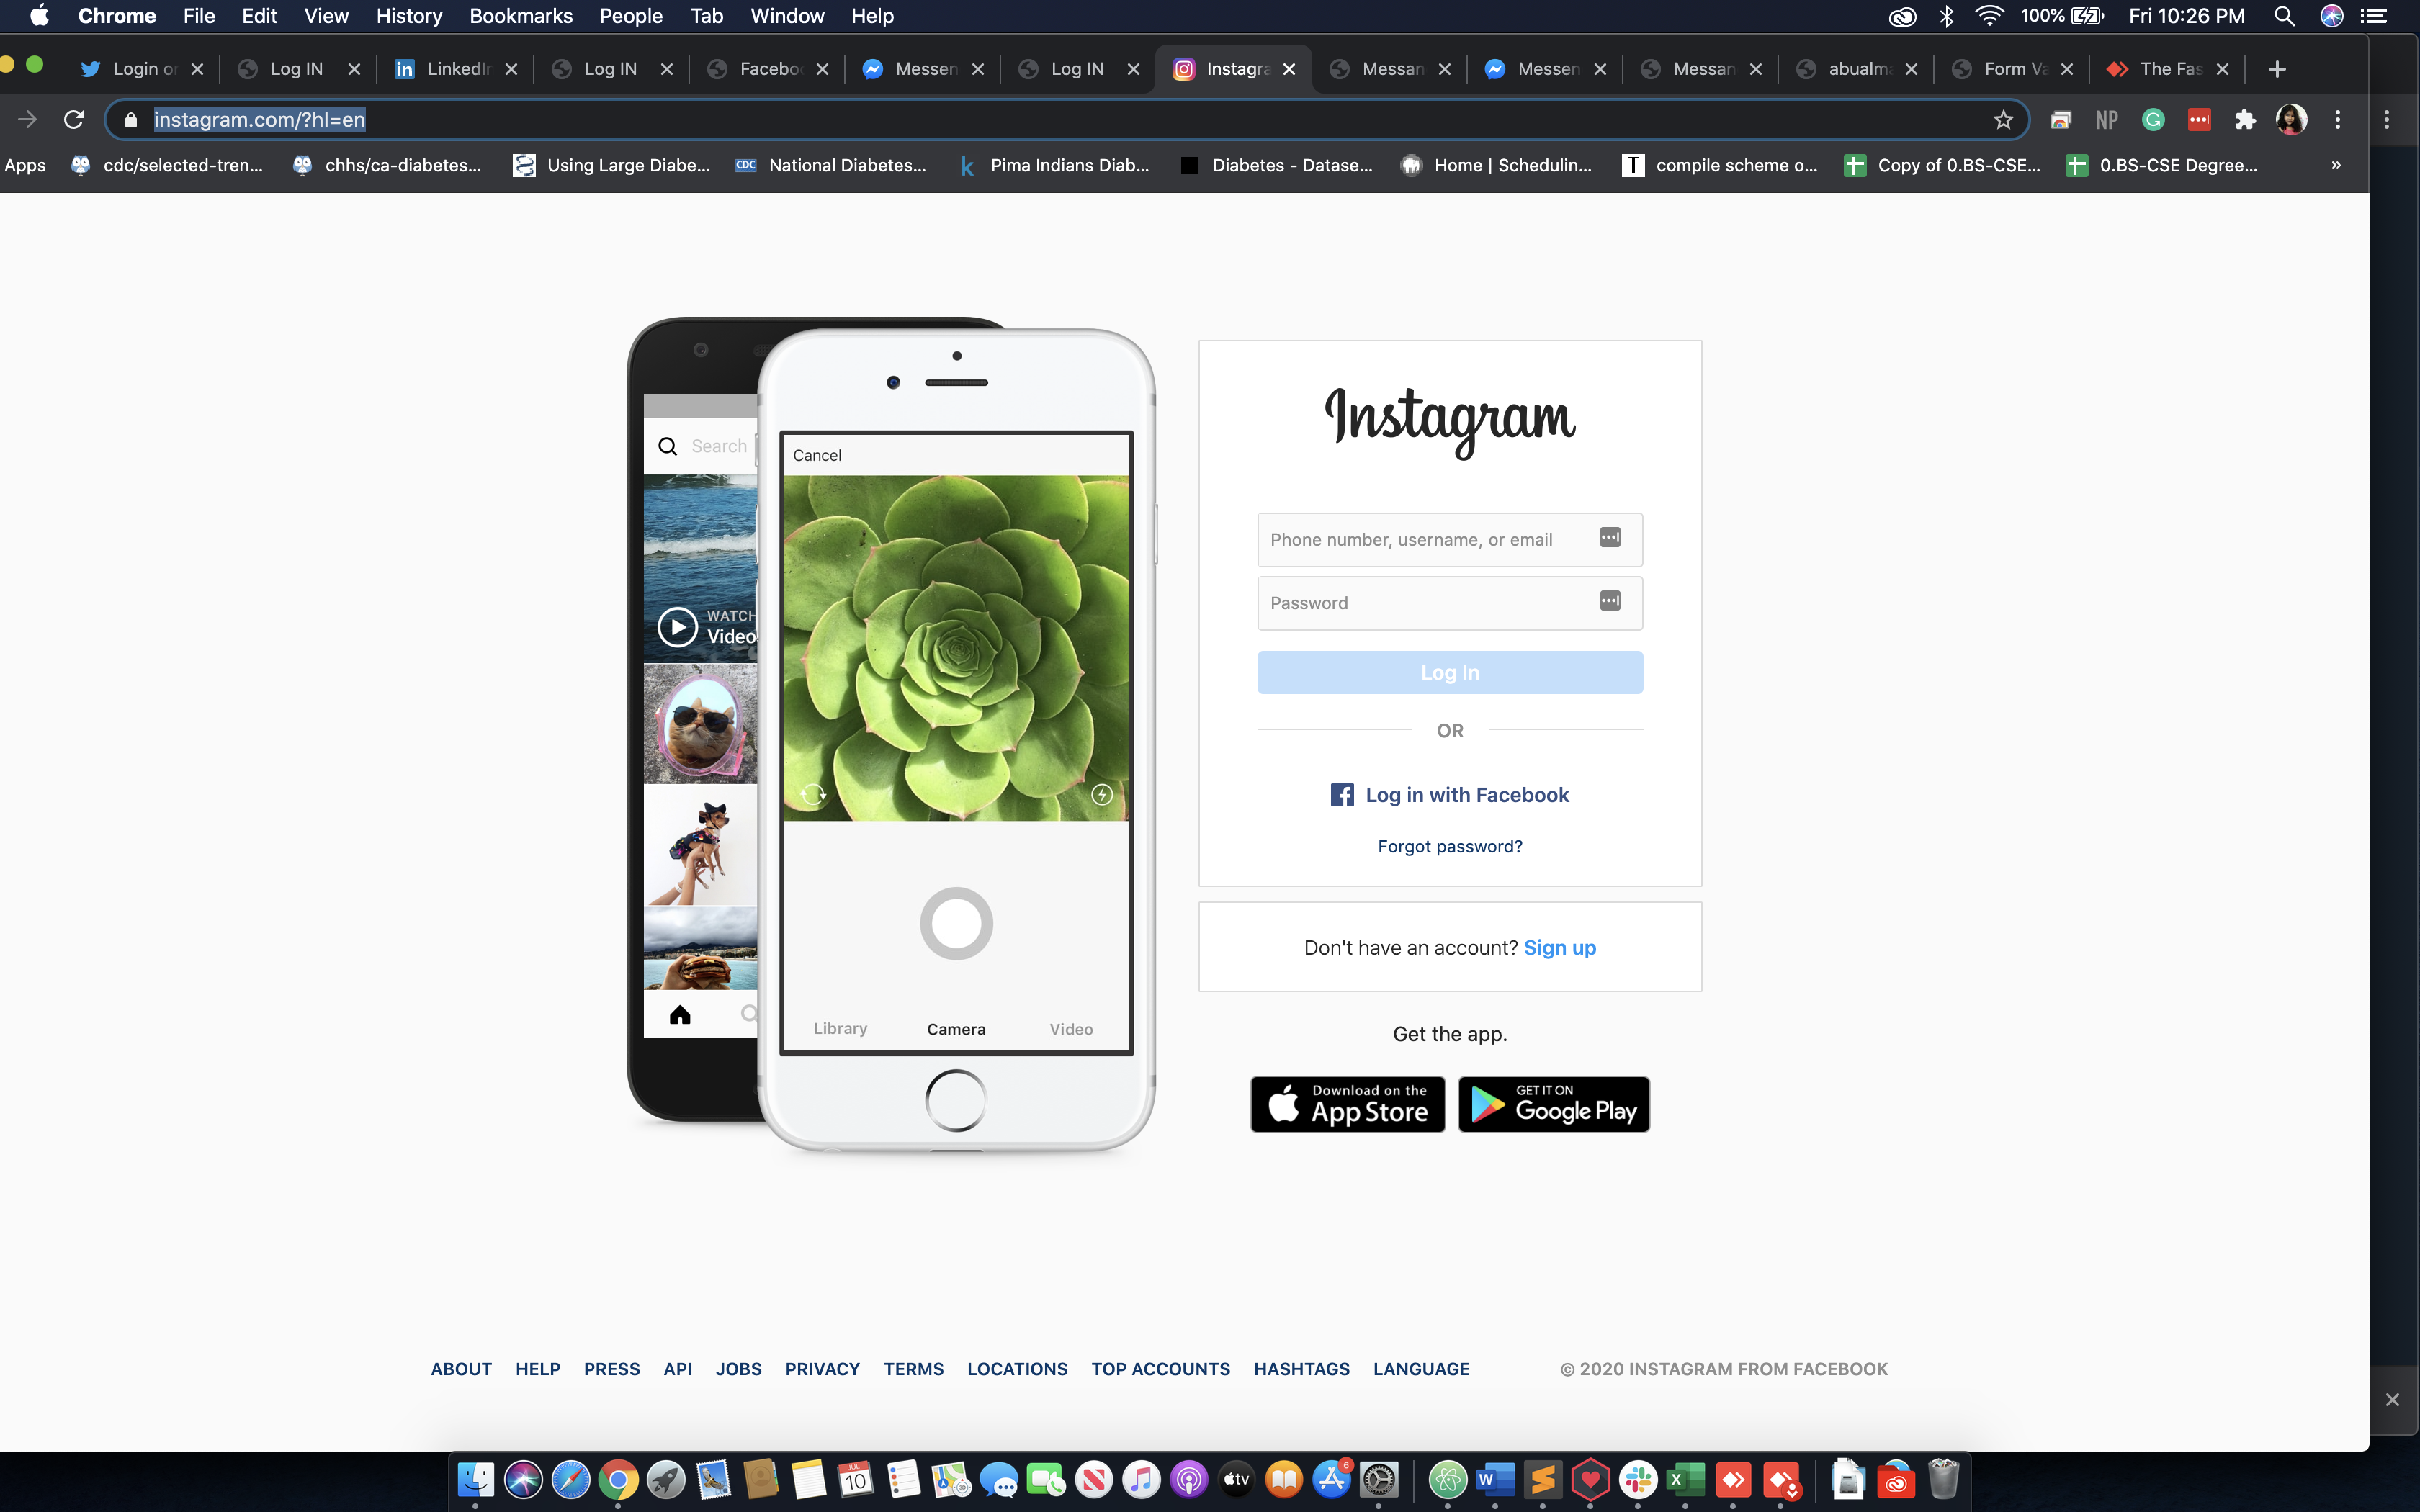 Chrome File Edit View History Bookmarks People Tab Window Help 100% Fri 10:26 PM
Login or Log IN LinkedIn Log IN Facebo Messen Log IN Instagra Messan Messen Messan abualma Form Va The Fas
instagram.com/?hl=en NP
Apps cdc/selected-tren... chhs/ca-diabetes... Using Large Diabe... CDC National Diabetes... k Pima Indians Diab... Diabetes - Datase... Home | Schedulin... T compile scheme o... Copy of 0.BS-CSE... 0.BS-CSE Degree... »
Search
WATCH
Video
Cancel
Library Camera Video
Instagram
Phone number, username, or email
Password
Log In
OR
Log in with Facebook
Forgot password?
Don't have an account? Sign up
Get the app.
Download on the
App Store
GET IT ON
Google Play
ABOUT HELP PRESS API JOBS PRIVACY TERMS LOCATIONS TOP ACCOUNTS HASHTAGS LANGUAGE © 2020 INSTAGRAM FROM FACEBOOK
JUL
10
tv
6
W
X